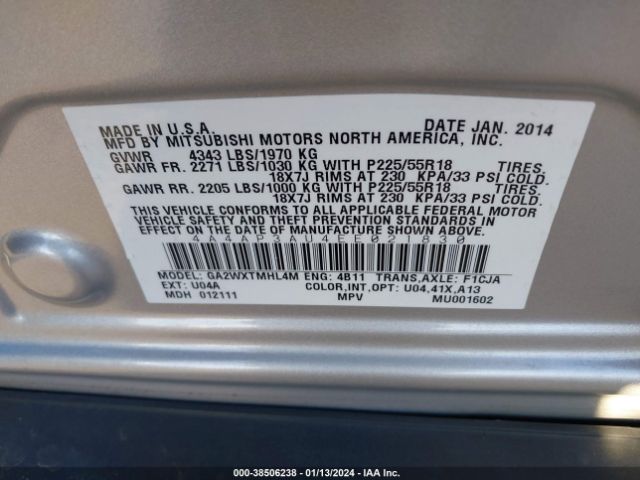 MADE IN U.S.A. DATE JAN. 2014
MFD BY MITSUBISHI MOTORS NORTH AMERICA, INC.
GVWR 4343 LBS/1970 KG
GAWR FR. 2271 LBS/1030 KG WITH P225/55R18 TIRES,
18X7J RIMS AT 230 KPA/33 PSI COLD.
GAWR RR. 2205 LBS/1000 KG WITH P225/55R18 TIRES,
18X7J RIMS AT 230 KPA/33 PSI COLD.
THIS VEHICLE CONFORMS TO ALL APPLICABLE FEDERAL MOTOR
VEHICLE SAFETY AND THEFT PREVENTION STANDARDS IN
EFFECT ON THE DATE OF MANUFACTURE SHOWN ABOVE.
4A4AP3AU4EE021830
MODEL: GA2WXTMHL4M ENG: 4B11 TRANS,AXLE: F1CJA
EXT: U04A COLOR,INT,OPT: U04,41X,A13
MDH 012111 MPV MU001602
000-38506238 - 01/13/2024 - IAA Inc.